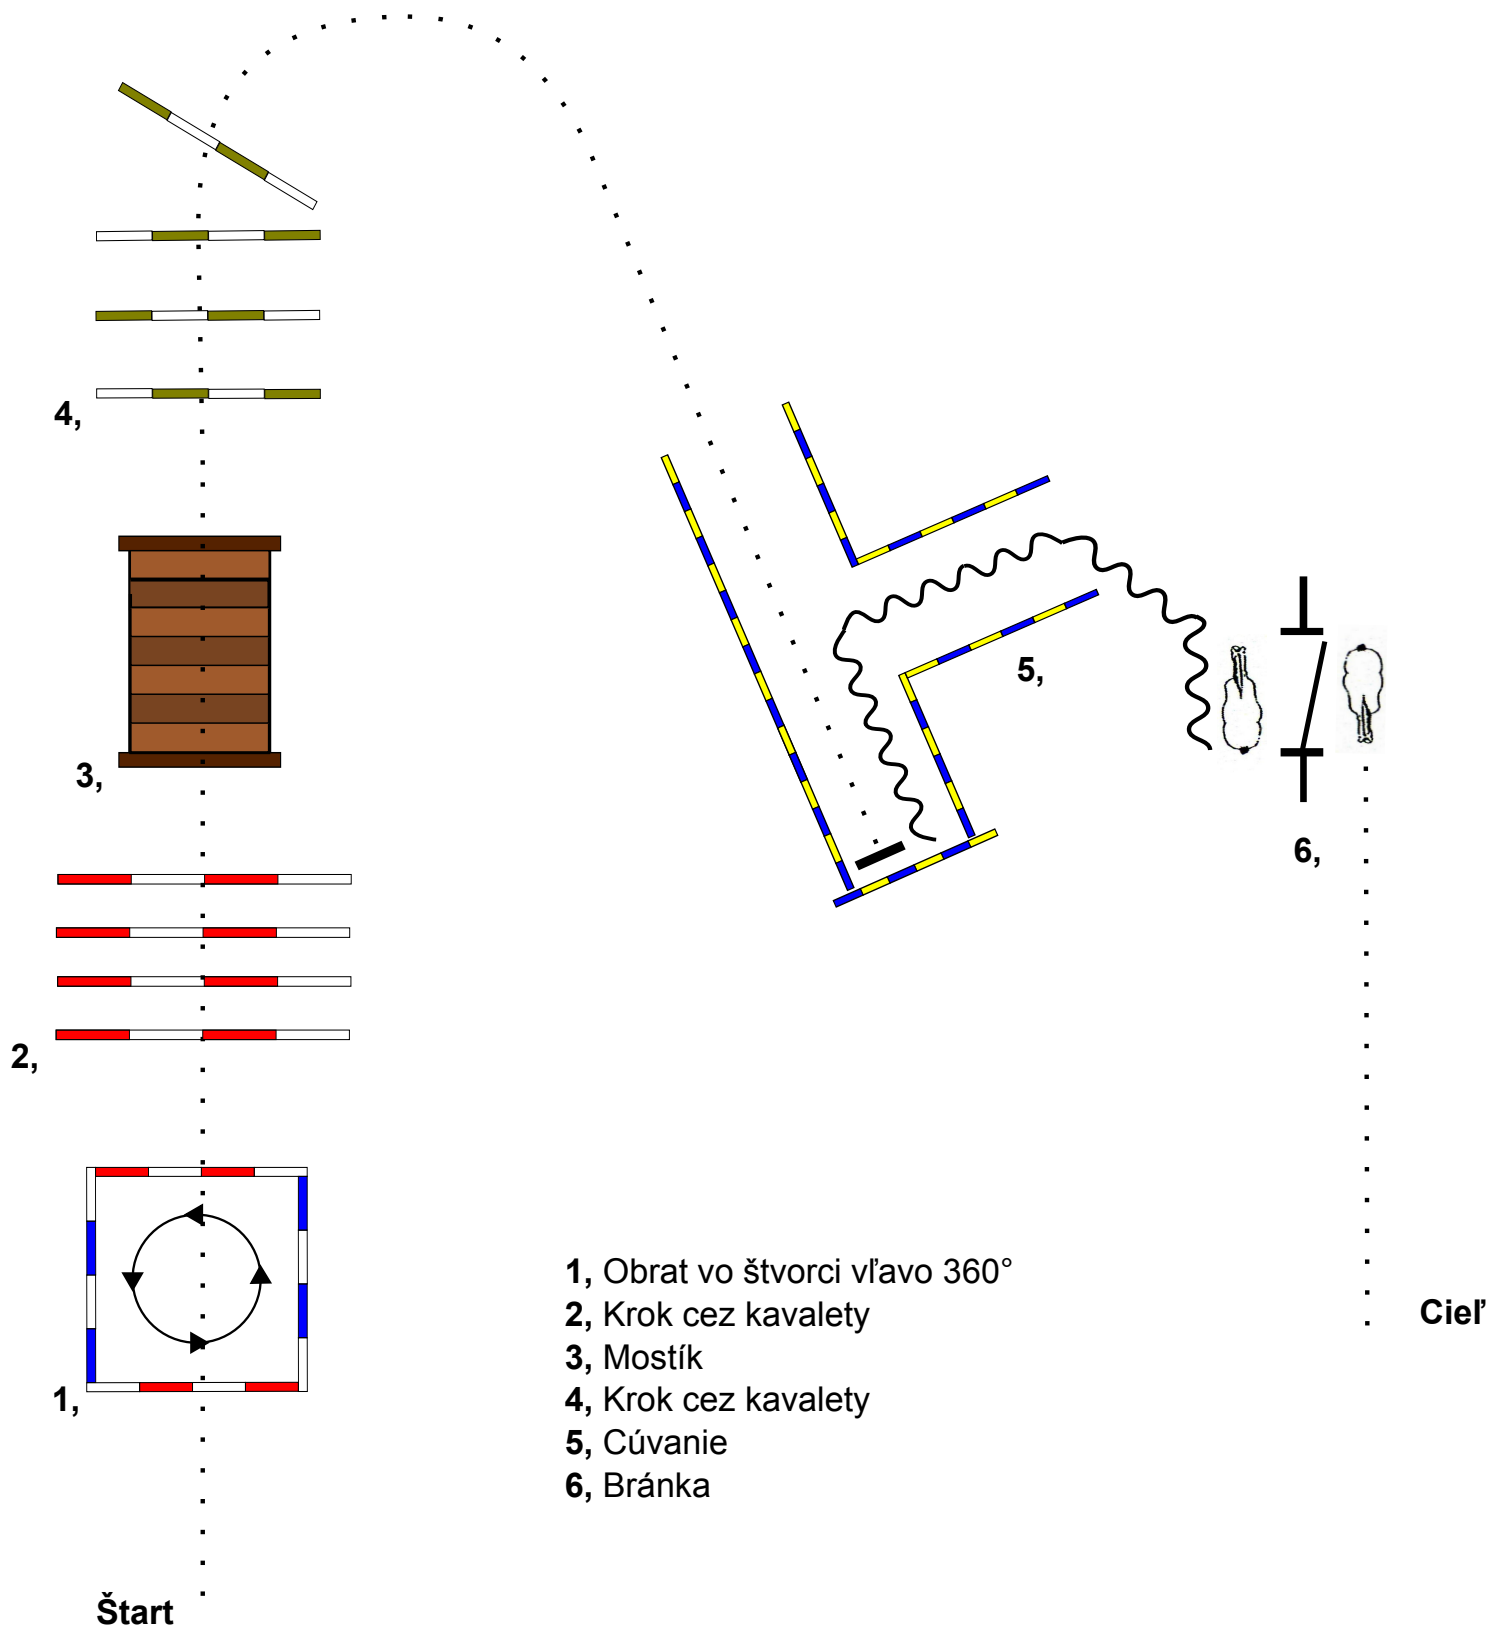 4,
5,
3,
6,
2,
1, Obrat vo štvorci vľavo 360°
2, Krok cez kavalety
3, Mostík
4, Krok cez kavalety
5, Cúvanie
6, Bránka
Cieľ
1,
Štart